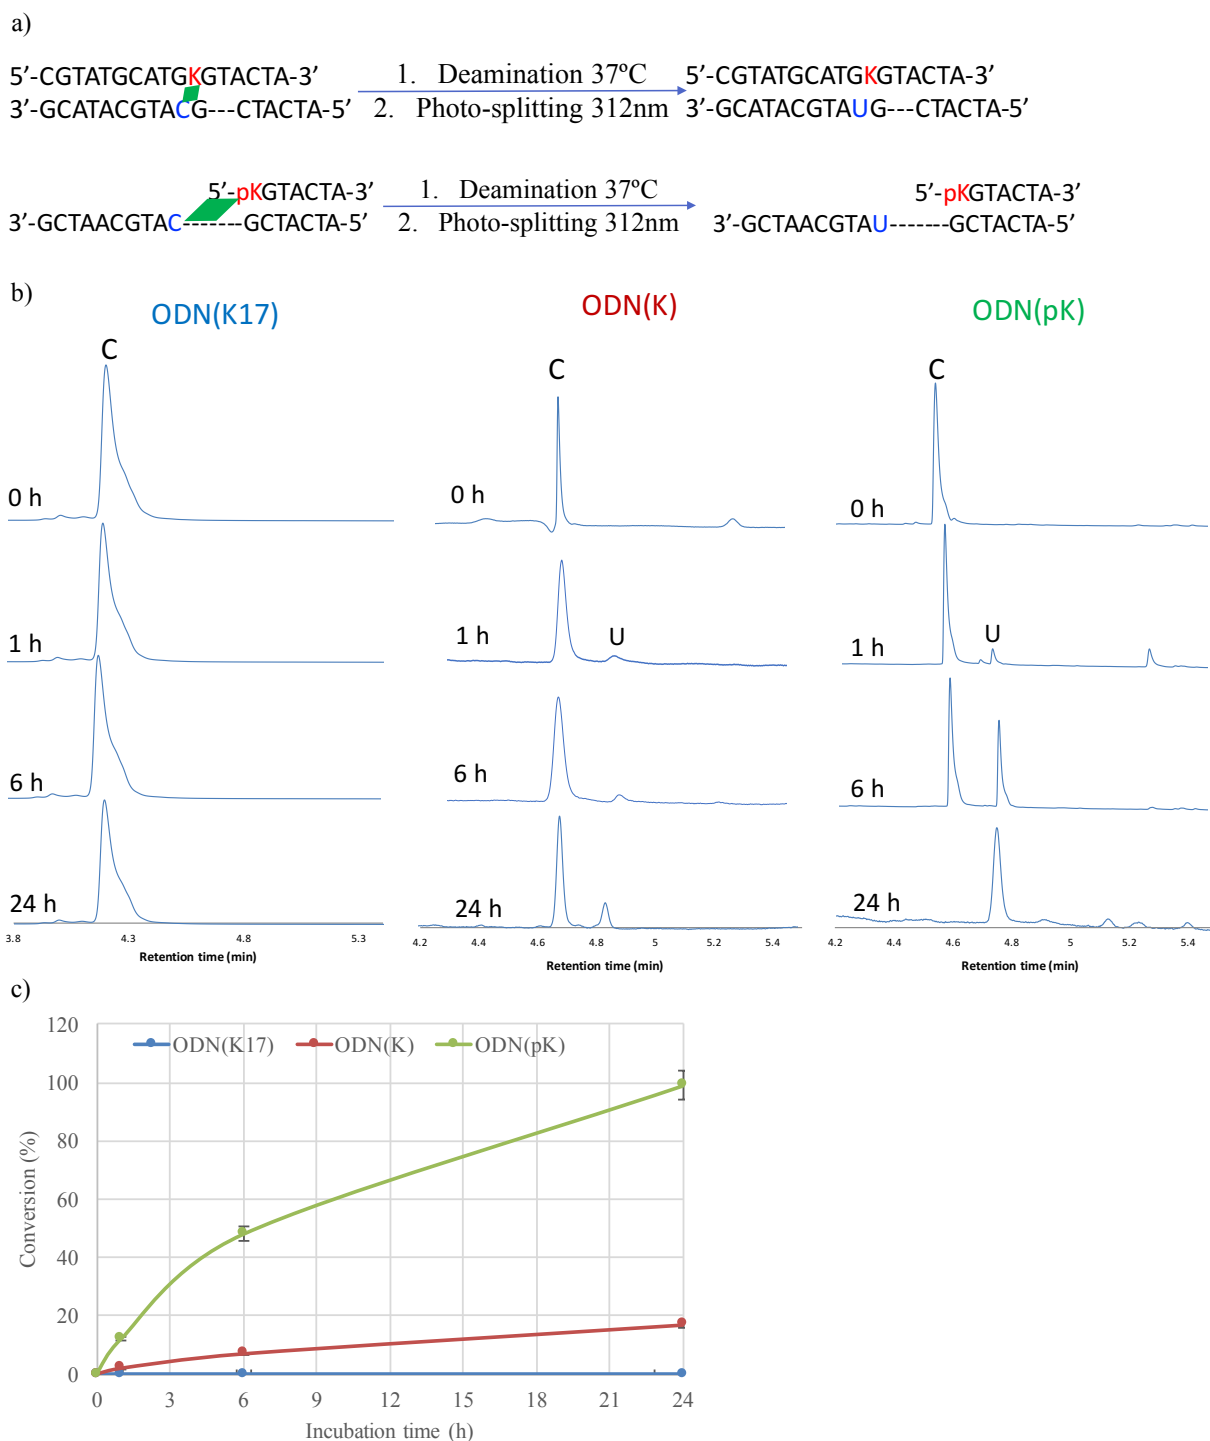 a)
5’-CGTATGCATGKGTACTA-3’
3’-GCATACGTACG---CTACTA-5’
1. Deamination 37ºC
2. Photo-splitting 312nm
5’-CGTATGCATGKGTACTA-3’
3’-GCATACGTAUG---CTACTA-5’
5’-pKGTACTA-3’
3’-GCTAACGTAC-------GCTACTA-5’
1. Deamination 37ºC
2. Photo-splitting 312nm
5’-pKGTACTA-3’
3’-GCTAACGTAU-------GCTACTA-5’
b)
ODN(K17)
C
0 h
1 h
6 h
24 h
3.8 4.3 4.8 5.3
Retention time (min)
ODN(K)
C
0 h
1 h
U
6 h
24 h
4.2 4.4 4.6 4.8 5 5.2 5.4
Retention time (min)
ODN(pK)
C
0 h
1 h
U
6 h
24 h
4.2 4.4 4.6 4.8 5 5.2 5.4
Retention time (min)
c)
ODN(K17) ODN(K) ODN(pK)
Conversion (%)
120
100
80
60
40
20
0
0 3 6 9 12 15 18 21 24
Incubation time (h)